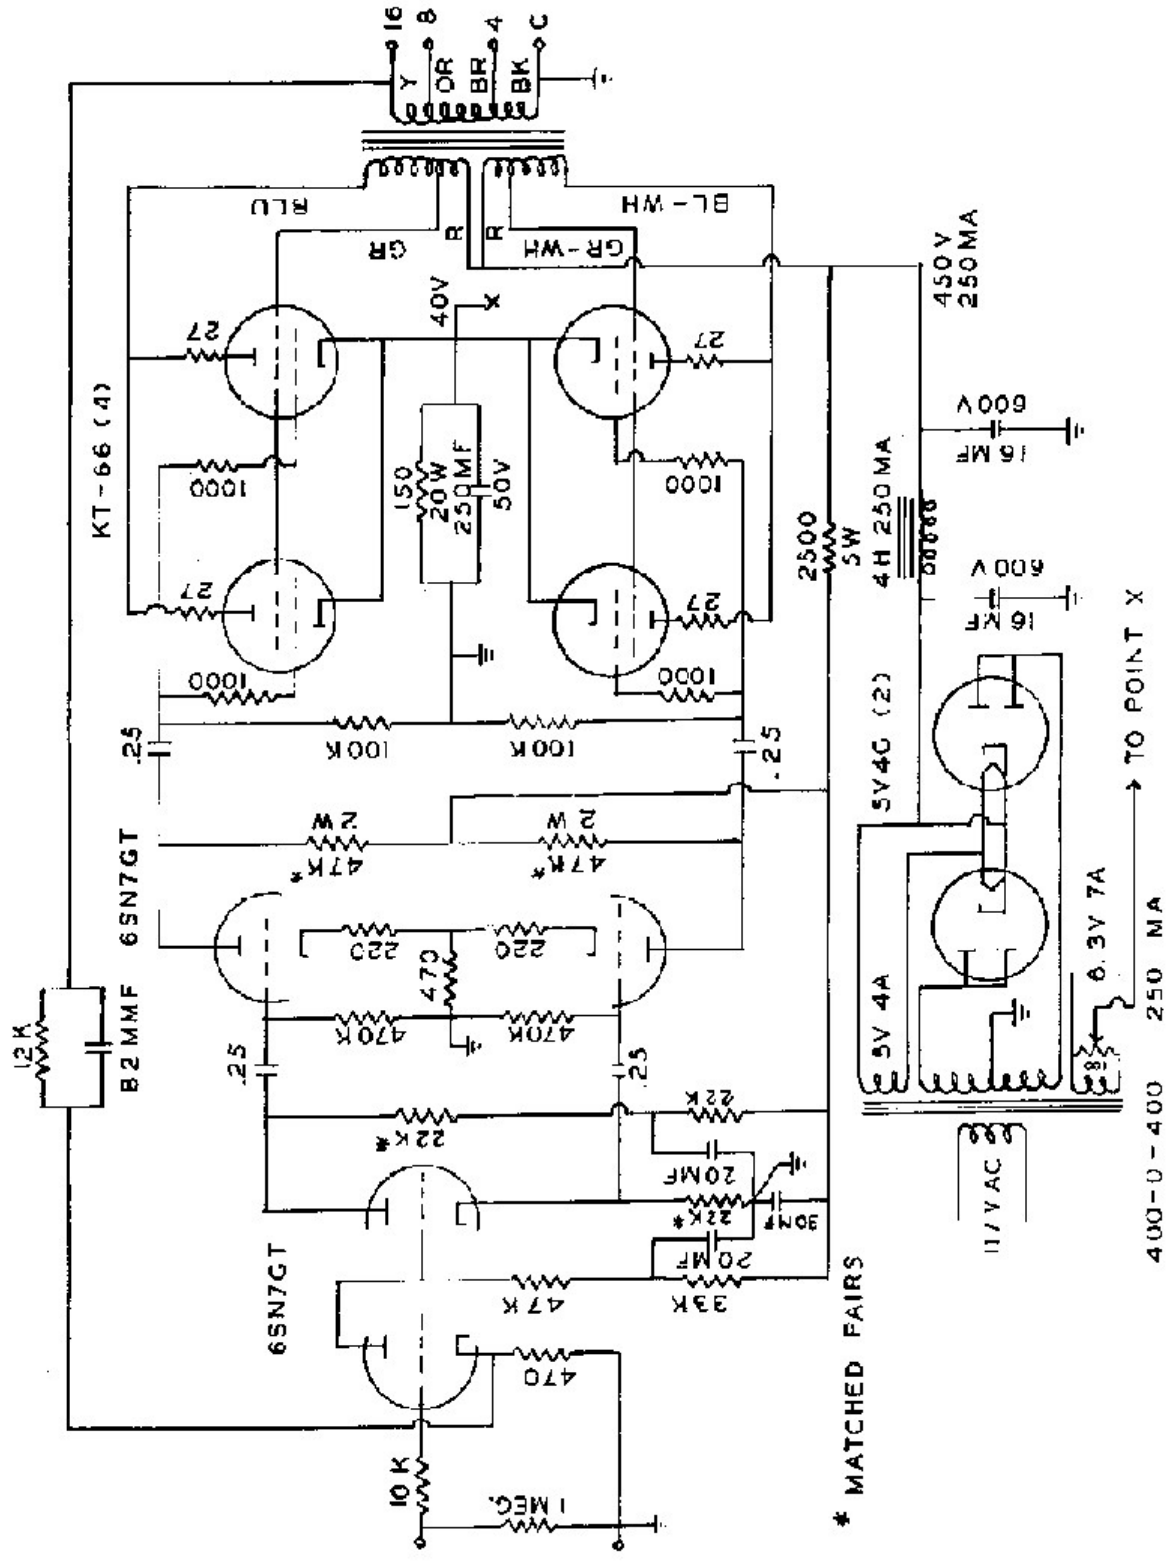 16
8
4
C
Y
OR
BR
BK
BLU
GR
R
R
GR-WH
BL-WH
12 K
82 MMF
KT-66 (4)
27
27
1000
1000
40V
X
150
20W
250MF
50V
27
27
1000
1000
.25
100K
100K
.25
6SN7GT
47K*
2W
47K*
2W
220
220
470
470K
470K
.25
.25
22K*
22K
20MF
22K*
30MF
20MF
6SN7GT
47K
33K
470
10 K
1 MEG.
2500
5W
450V
250MA
4H 250MA
16 MF
600V
16 MF
600V
5V4G (2)
5V 4A
6.3V 7A
TO POINT X
117V AC
400-0-400 250 MA
* MATCHED PAIRS